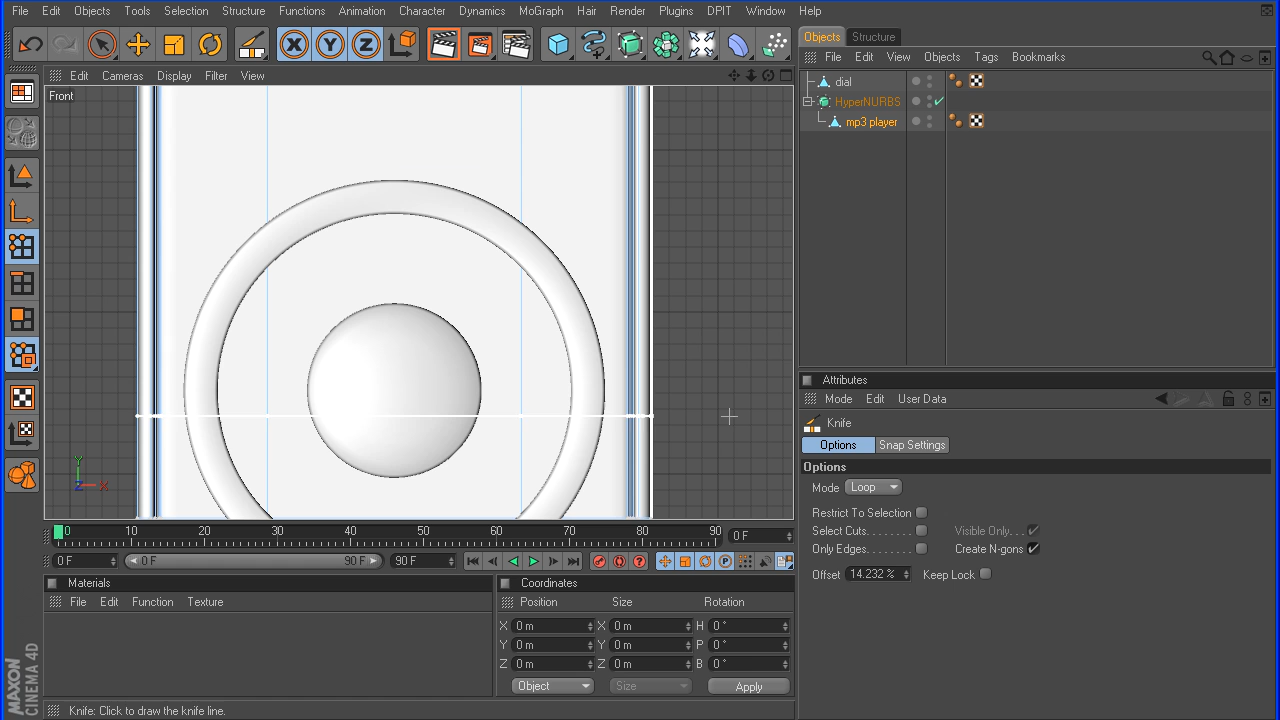 File Edit Objects Tools Selection Structure Functions Animation Character Dynamics MoGraph Hair Render Plugins DPIT Window Help
Objects Structure
File Edit View Objects Tags Bookmarks
Edit Cameras Display Filter View
Front
dial
HyperNURBS
mp3 player
X Y Z
Attributes
Mode Edit User Data
Knife
Options Snap Settings
Options
Mode Loop
Restrict To Selection
Select Cuts. . . . . . . . Visible Only. . .
Only Edges. . . . . . . . Create N-gons
Offset 14.232 % Keep Lock
Y
Z X
0 10 20 30 40 50 60 70 80 90 0 F
0 F 0 F 90 F 90 F
Materials
File Edit Function Texture
Coordinates
Position Size Rotation
X 0 m X 0 m H 0 °
Y 0 m Y 0 m P 0 °
Z 0 m Z 0 m B 0 °
Object Size Apply
MAXON
CINEMA 4D
Knife: Click to draw the knife line.